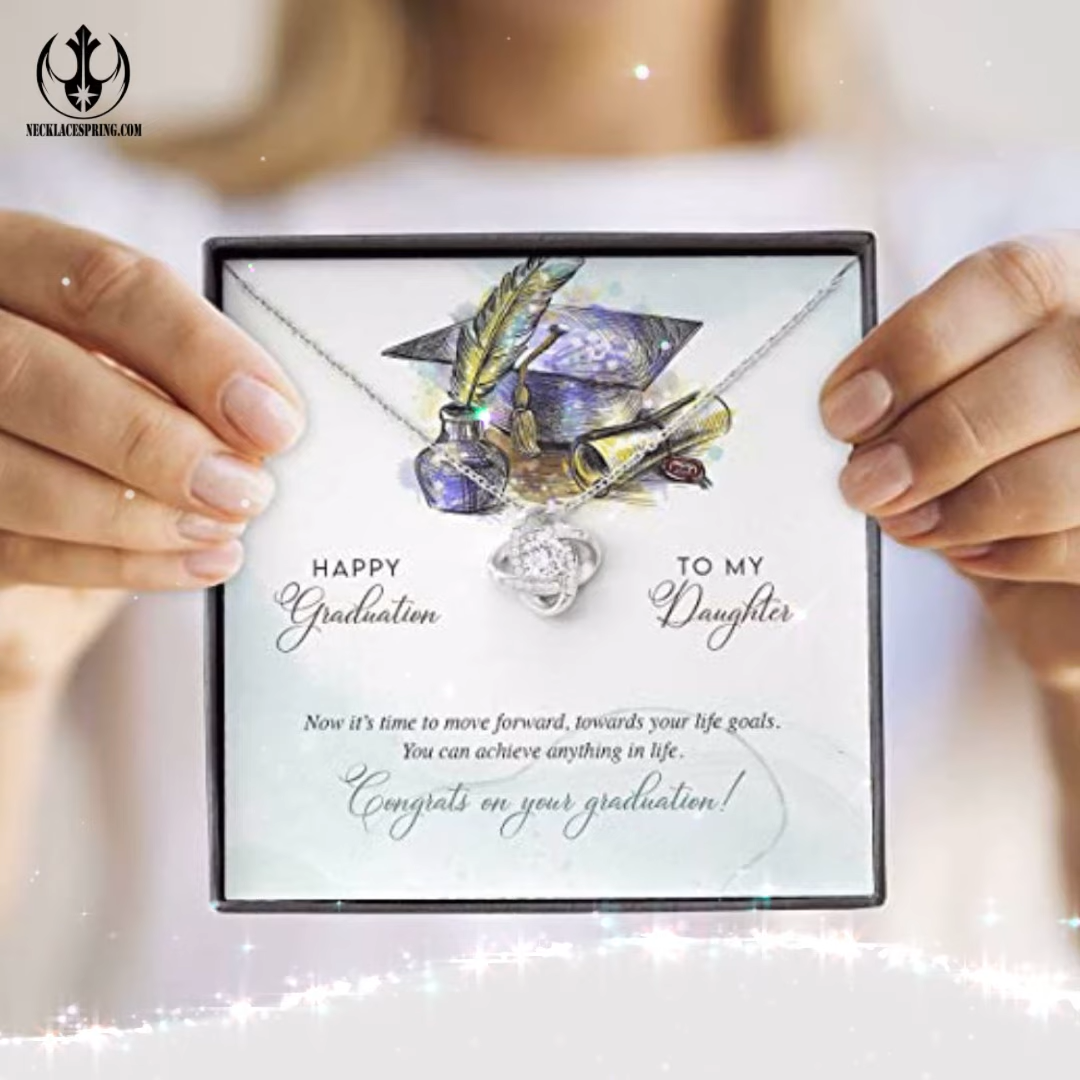 NECKLACESPRING.COM
HAPPY
Graduation
TO MY
Daughter
Now it's time to move forward, towards your life goals.
You can achieve anything in life.
Congrats on your graduation!